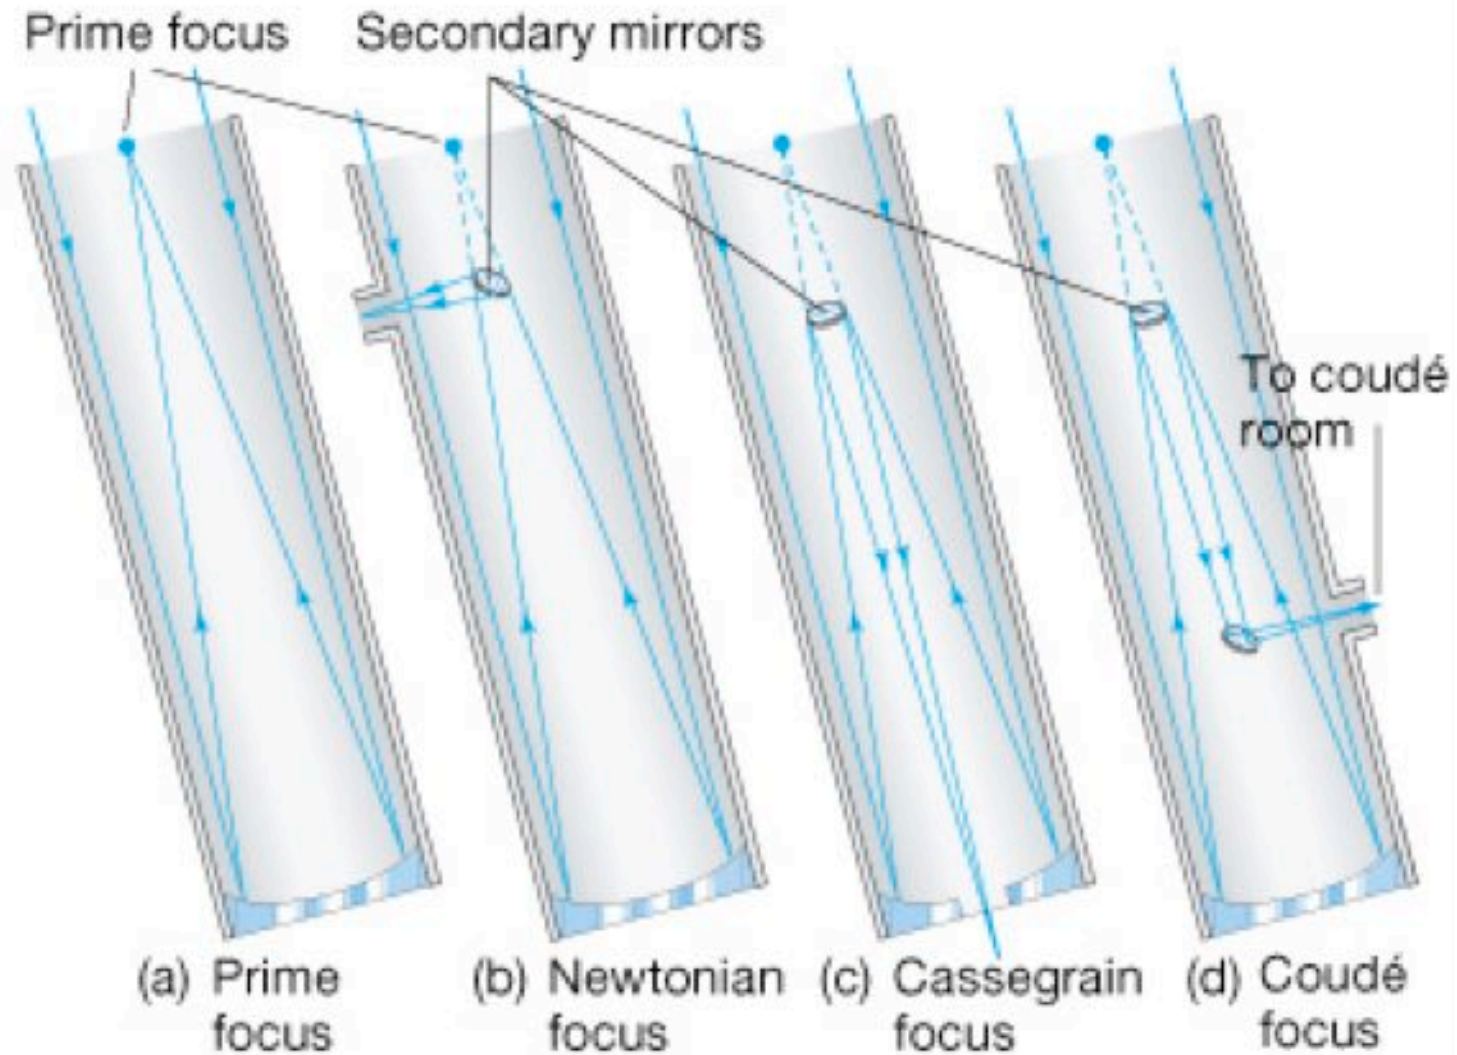 Prime focus
Secondary mirrors
To coudé
room
(a) Prime
focus
(b) Newtonian
focus
(c) Cassegrain
focus
(d) Coudé
focus